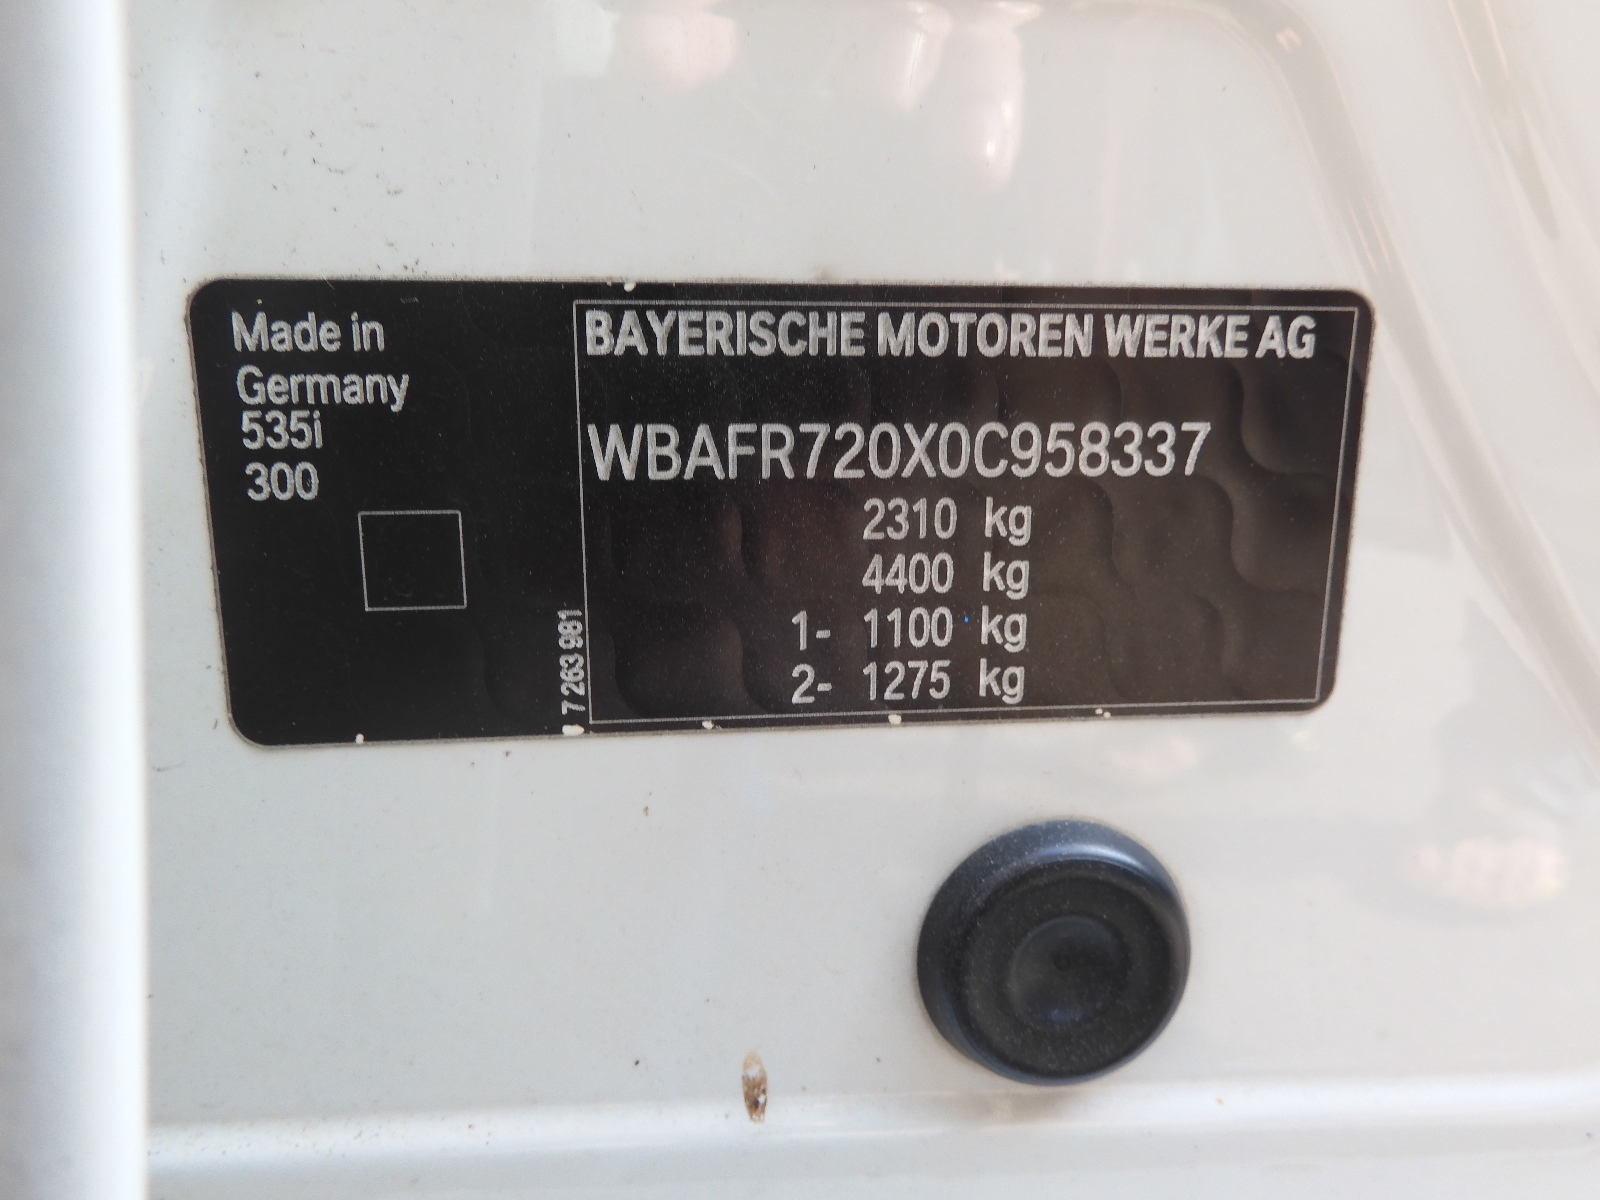 Made in
Germany
535i
300
7 263 981
BAYERISCHE MOTOREN WERKE AG
WBAFR720X0C958337
2310 kg
4400 kg
1- 1100 kg
2- 1275 kg